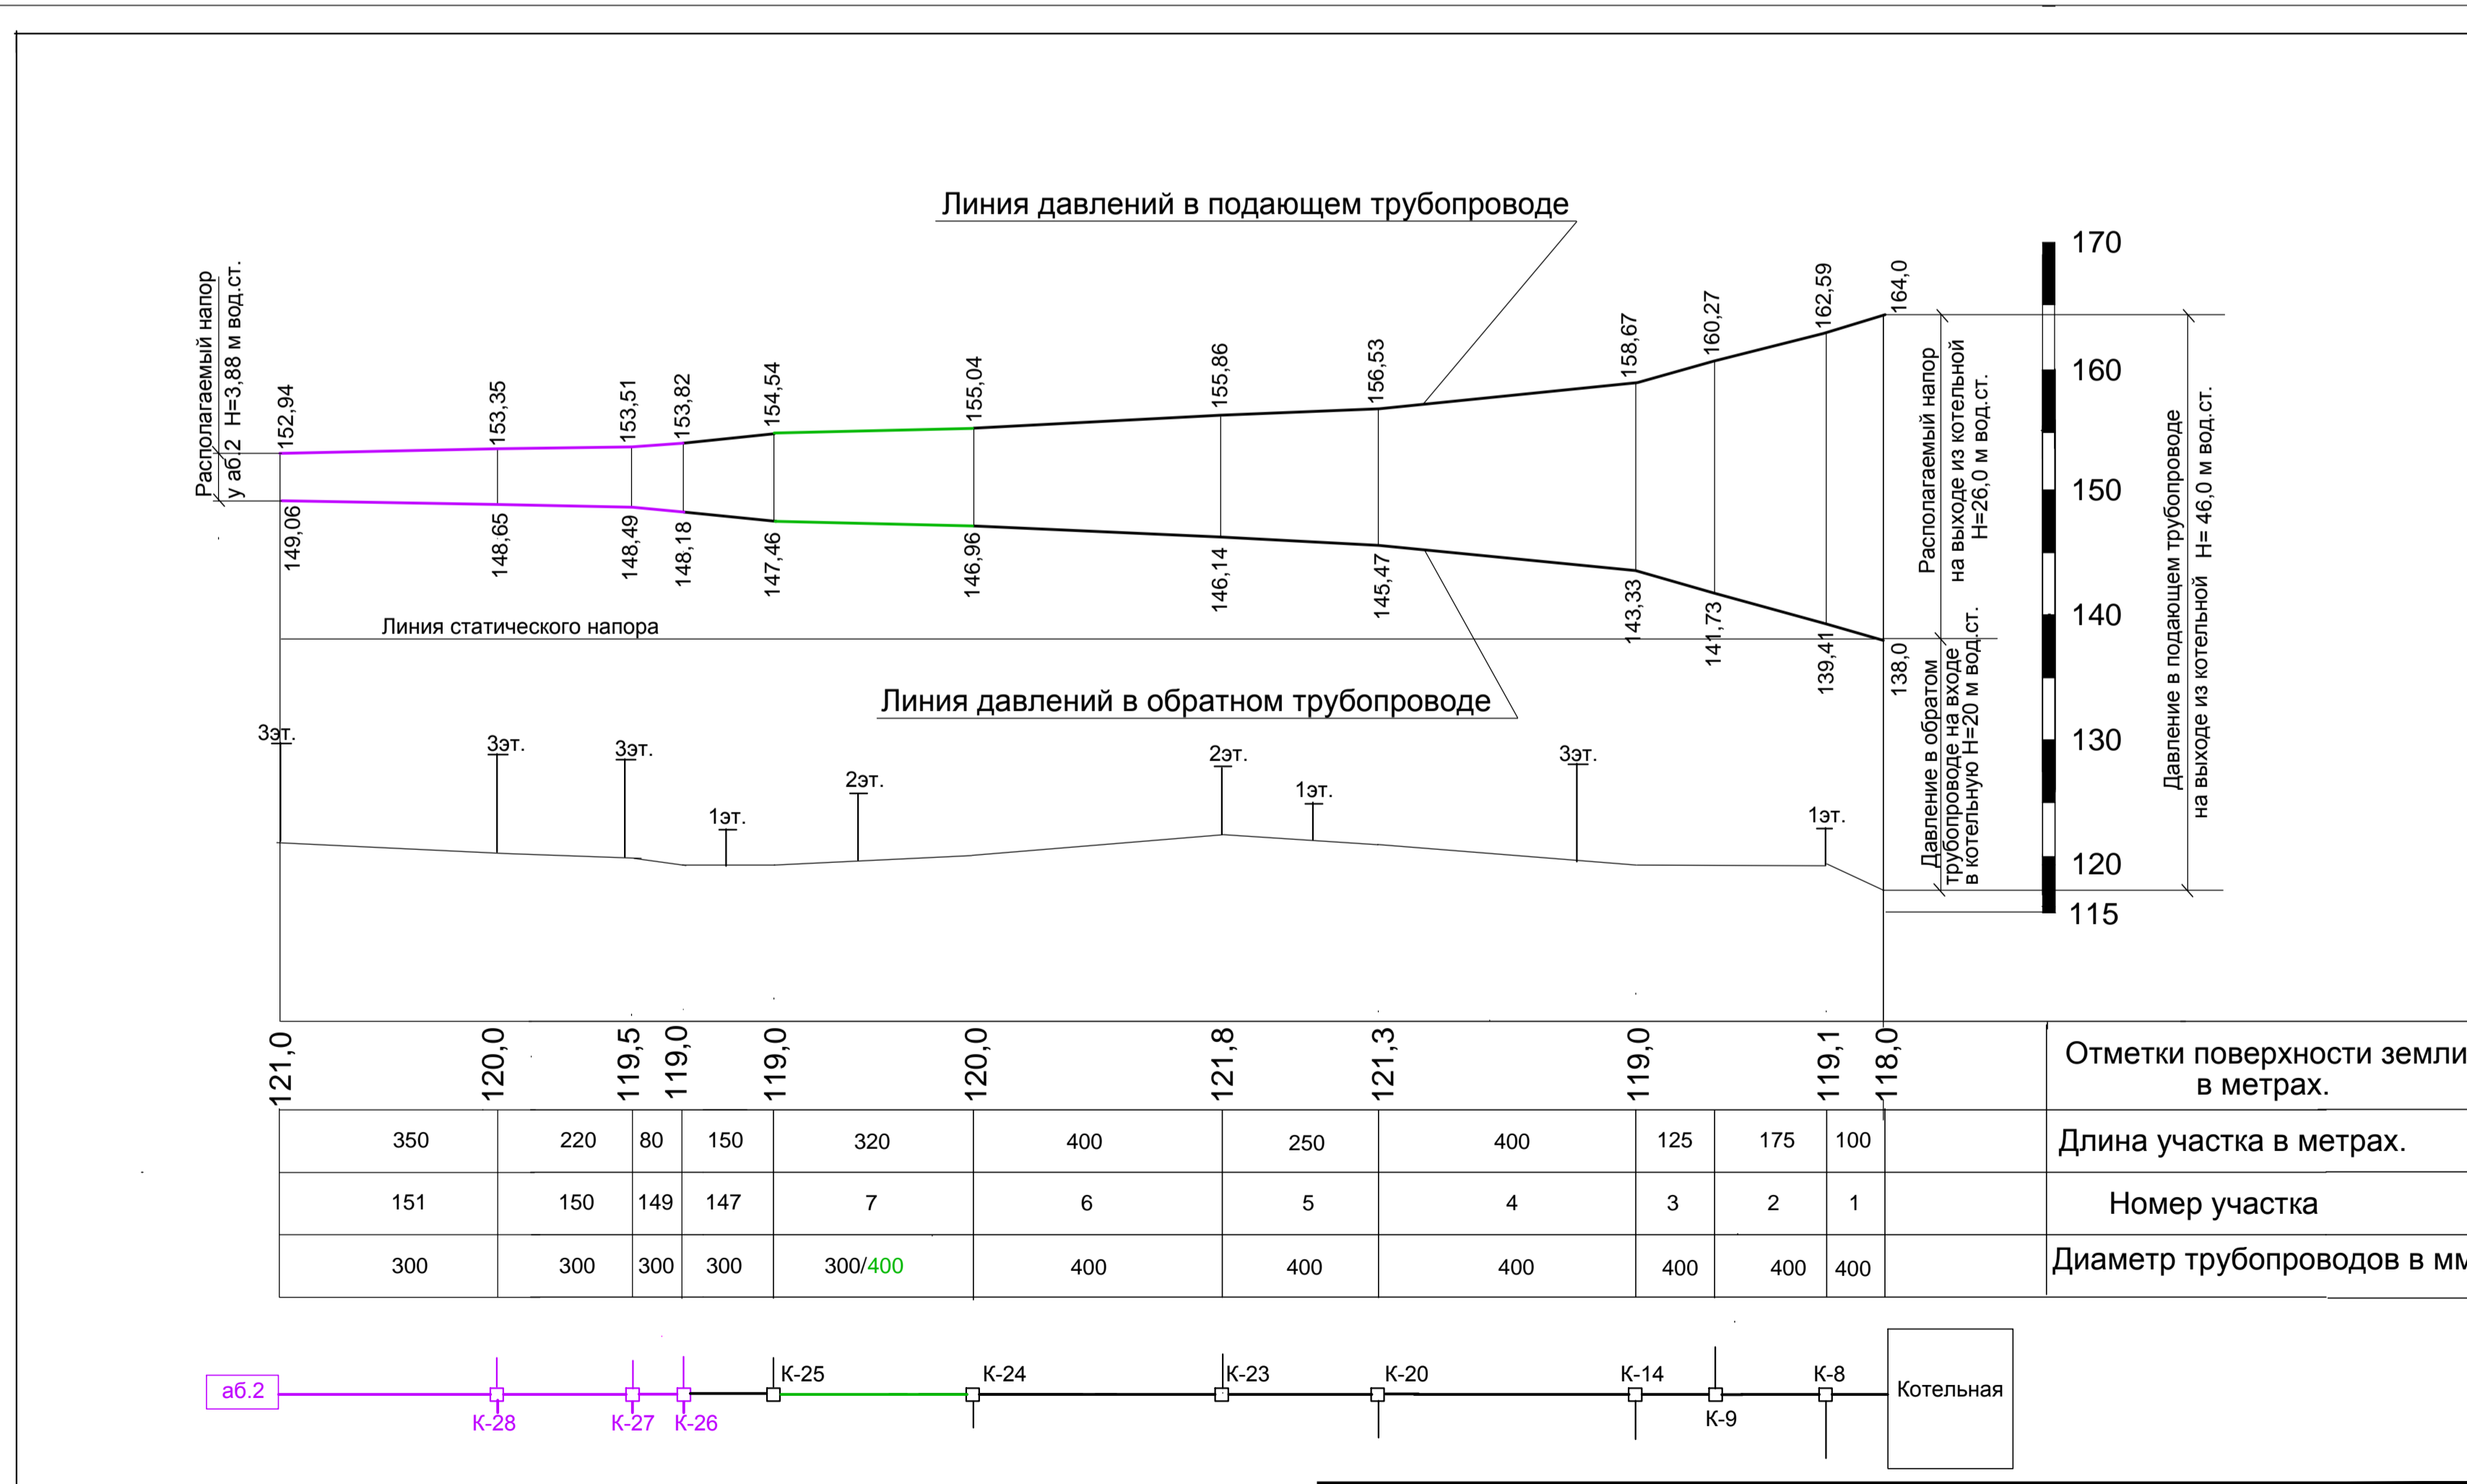 Линия давлений в подающем трубопроводе
Располагаемый напор
у аб.2 Н=3,88 м вод.ст.
152,94
153,35
153,51
153,82
154,54
155,04
155,86
156,53
158,67
160,27
162,59
164,0
149,06
148,65
148,49
148,18
147,46
146,96
146,14
145,47
143,33
141,73
139,41
138,0
Линия статического напора
Линия давлений в обратном трубопроводе
Располагаемый напор
на выходе из котельной
Н=26,0 м вод.ст.
Давление в обратом
трубопроводе на входе
в котельную Н=20 м вод.ст.
170
160
150
140
130
120
115
Давление в подающем трубопроводе
на выходе из котельной Н= 46,0 м вод.ст.
3эт.
3эт.
3эт.
1эт.
2эт.
2эт.
1эт.
3эт.
1эт.
121,0 120,0 119,5 119,0 119,0 120,0 121,8 121,3 119,0 119,1 118,0
Отметки поверхности земли
в метрах.
350 220 80 150 320 400 250 400 125 175 100 Длина участка в метрах.
151 150 149 147 7 6 5 4 3 2 1 Номер участка
300 300 300 300 300/400 400 400 400 400 400 400 Диаметр трубопроводов в мм
аб.2
К-28
К-27
К-26
К-25
К-24
К-23
К-20
К-14
К-9
К-8
Котельная